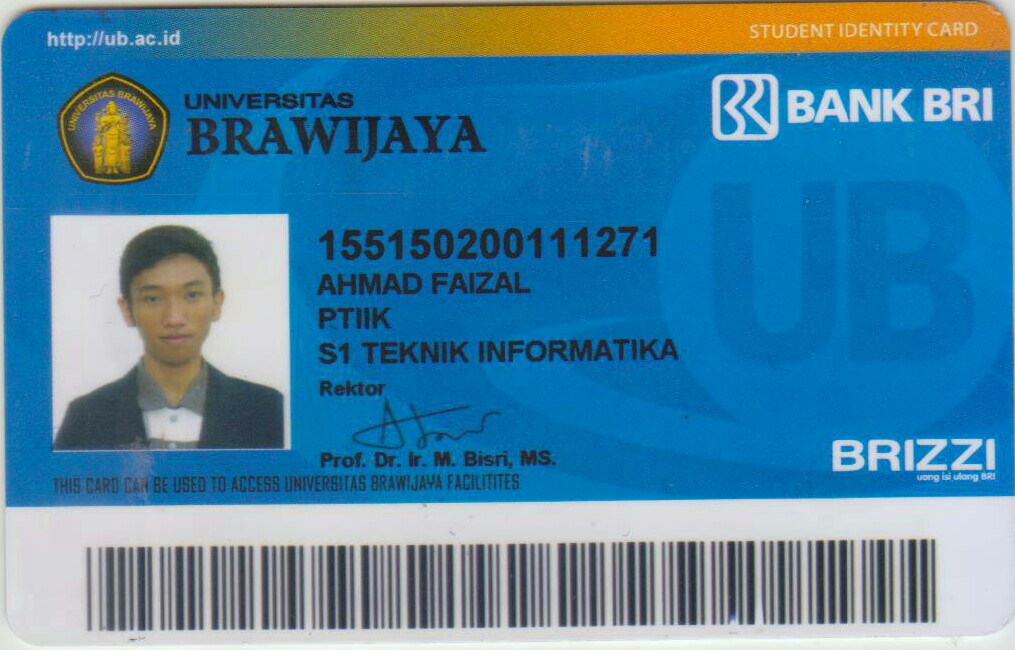 http://ub.ac.id
STUDENT IDENTITY CARD
UNIVERSITAS BRAWIJAYA
UNIVERSITAS
BRAWIJAYA
BANK BRI
155150200111271
AHMAD FAIZAL
PTIIK
S1 TEKNIK INFORMATIKA
Rektor
Prof. Dr. Ir. M. Bisri, MS.
THIS CARD CAN BE USED TO ACCESS UNIVERSITAS BRAWIJAYA FACILITITES
UB
BRIZZI
uang isi ulang BRI